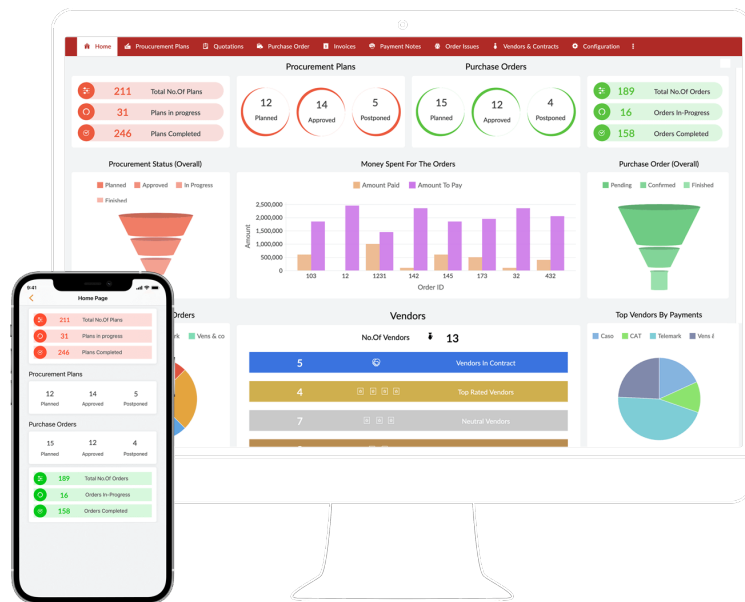 Home Proucurement Plans Quotations Purchase Order Invoices Payment Notes Order Issues Vendors & Contracts Configuration
Procurement Plans Purchase Orders
211 Total No.Of Plans
31 Plans in progress
246 Plans Completed
12 Planned
14 Approved
5 Postponed
15 Planned
12 Approved
4 Postponed
189 Total No.Of Orders
16 Orders In-Progress
158 Orders Completed
Procurement Status (Overall)
Planned Approved In Progress
Finished
Money Spent For The Orders
Amount Paid Amount To Pay
Amount
2,500,000
2,000,000
1,500,000
1,000,000
500,000
0
103 12 1231 142 145 173 32 432
Order ID
Purchase Order (Overall)
Pending Confirmed Finished
Orders
rk Vens & co
Vendors
No.Of Vendors 13
5 Vendors In Contract
4 Top Rated Vendors
7 Neutral Vendors
Top Vendors By Payments
Caso CAT Telemark Vens &
9:41
Home Page
211 Total No.Of Plans
31 Plans in progress
246 Plans Completed
Procurement Plans
12 14 5
Planned Approved Postponed
Purchase Orders
15 12 4
Planned Approved Postponed
189 Total No.Of Orders
16 Orders In-Progress
158 Orders Completed